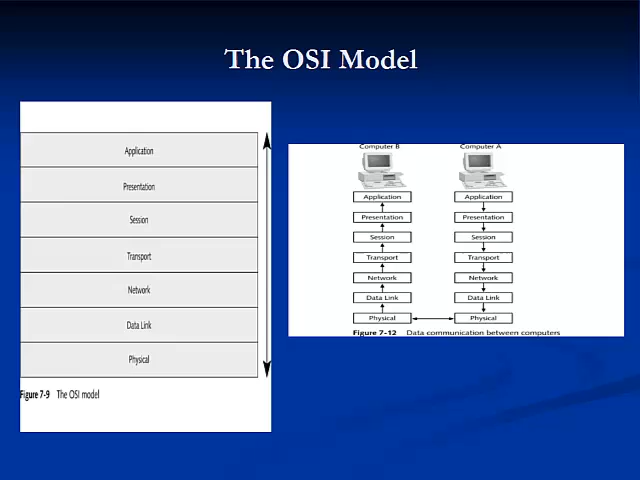 The OSI Model
Application
Presentation
Session
Transport
Network
Data Link
Physical
Figure 7-9 The OSI model
Computer B Computer A
Application Application
Presentation Presentation
Session Session
Transport Transport
Network Network
Data Link Data Link
Physical Physical
Figure 7-12 Data communication between computers